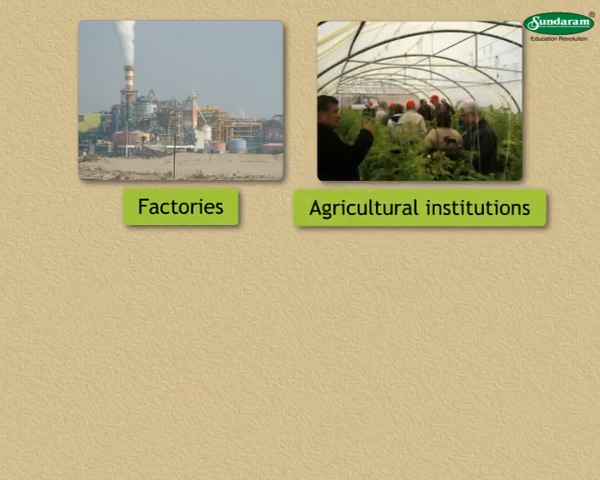 Sundaram®
Education Revolution
Factories
Agricultural institutions